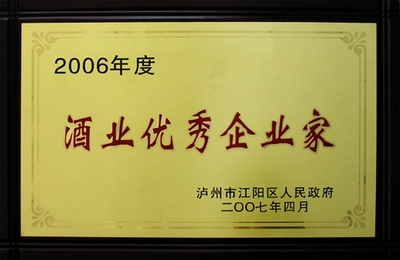 2006年度
酒业优秀企业家
泸州市江阳区人民政府
二〇〇七年四月